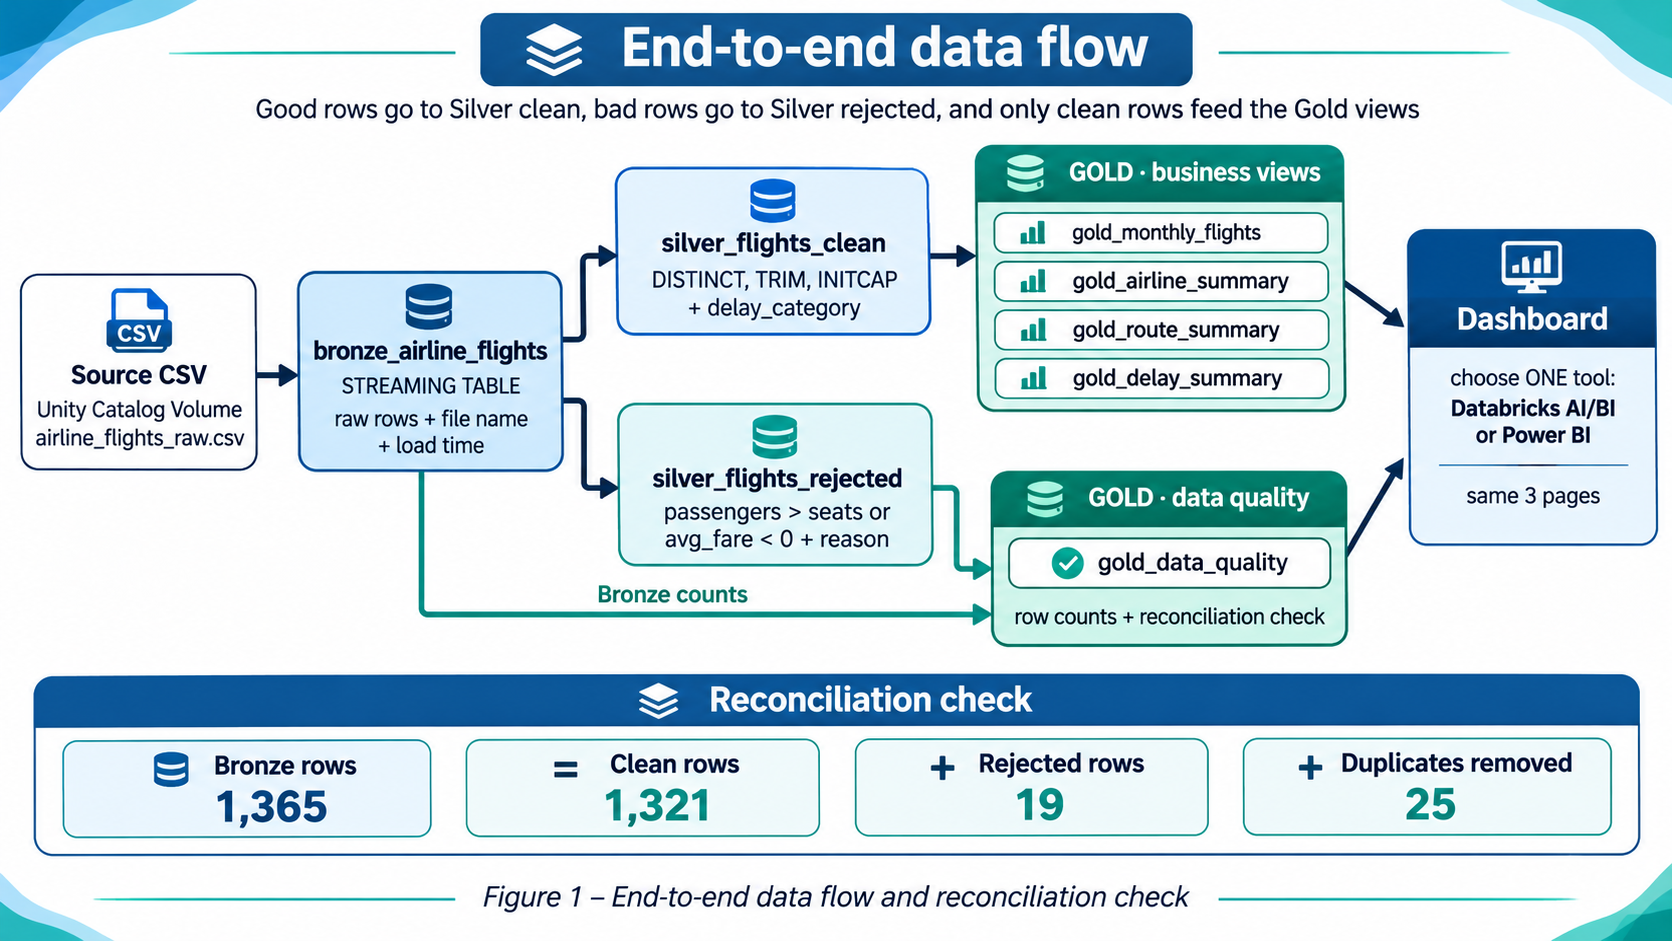 End-to-end data flow
Good rows go to Silver clean, bad rows go to Silver rejected, and only clean rows feed the Gold views
CSV
Source CSV
Unity Catalog Volume
airline_flights_raw.csv
bronze_airline_flights
STREAMING TABLE
raw rows + file name
+ load time
silver_flights_clean
DISTINCT, TRIM, INITCAP
+ delay_category
silver_flights_rejected
passengers > seats or
avg_fare < 0 + reason
Bronze counts
GOLD · business views
gold_monthly_flights
gold_airline_summary
gold_route_summary
gold_delay_summary
GOLD · data quality
gold_data_quality
row counts + reconciliation check
Dashboard
choose ONE tool:
Databricks AI/BI
or Power BI
same 3 pages
Reconciliation check
Bronze rows
1,365
= Clean rows
1,321
+ Rejected rows
19
+ Duplicates removed
25
Figure 1 – End-to-end data flow and reconciliation check